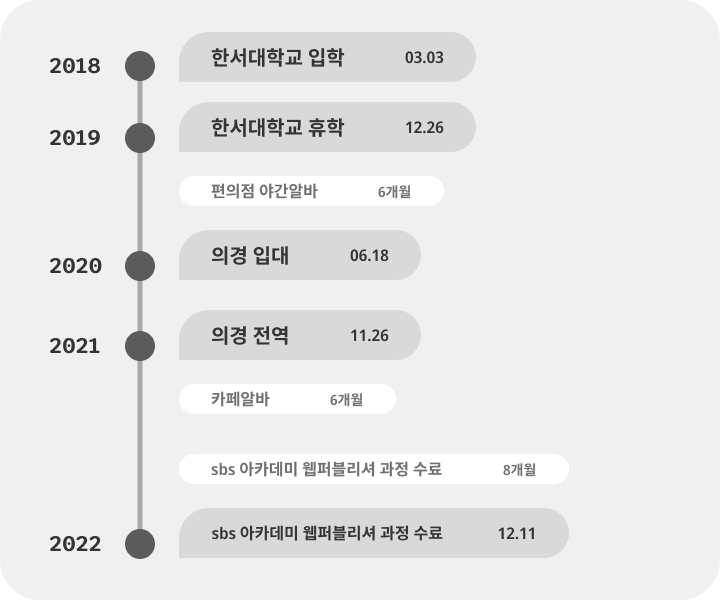 2018 한서대학교 입학 03.03
2019 한서대학교 휴학 12.26
편의점 야간알바 6개월
2020 의경 입대 06.18
2021 의경 전역 11.26
카페알바 6개월
sbs 아카데미 웹퍼블리셔 과정 수료 8개월
2022 sbs 아카데미 웹퍼블리셔 과정 수료 12.11